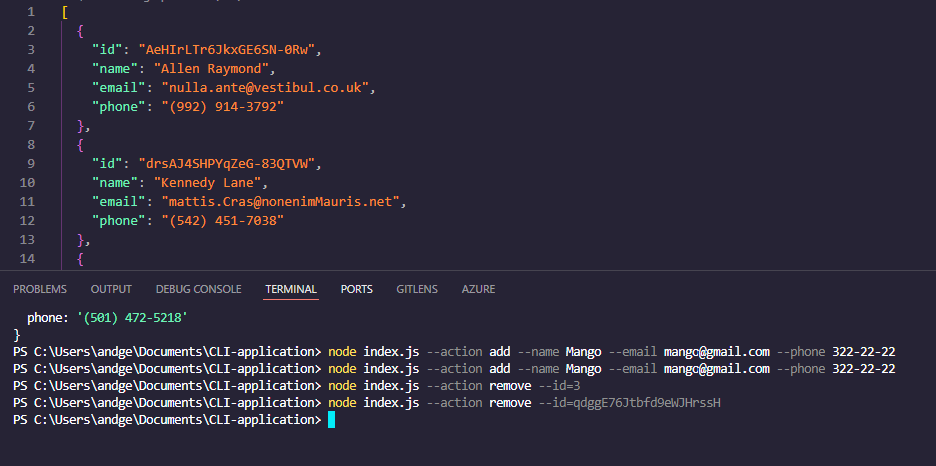 1 [
2 {
3 "id": "AeHIrLTr6JkxGE6SN-0Rw",
4 "name": "Allen Raymond",
5 "email": "nulla.ante@vestibul.co.uk",
6 "phone": "(992) 914-3792"
7 },
8 {
9 "id": "drsAJ4SHPYqZeG-83QTVW",
10 "name": "Kennedy Lane",
11 "email": "mattis.Cras@nonenimMauris.net",
12 "phone": "(542) 451-7038"
13 },
14 {
PROBLEMS OUTPUT DEBUG CONSOLE TERMINAL PORTS GITLENS AZURE
phone: '(501) 472-5218'
}
PS C:\Users\andge\Documents\CLI-application> node index.js --action add --name Mango --email mango@gmail.com --phone 322-22-22
PS C:\Users\andge\Documents\CLI-application> node index.js --action add --name Mango --email mango@gmail.com --phone 322-22-22
PS C:\Users\andge\Documents\CLI-application> node index.js --action remove --id=3
PS C:\Users\andge\Documents\CLI-application> node index.js --action remove --id=qdggE76Jtbfd9eWJHrssH
PS C:\Users\andge\Documents\CLI-application>